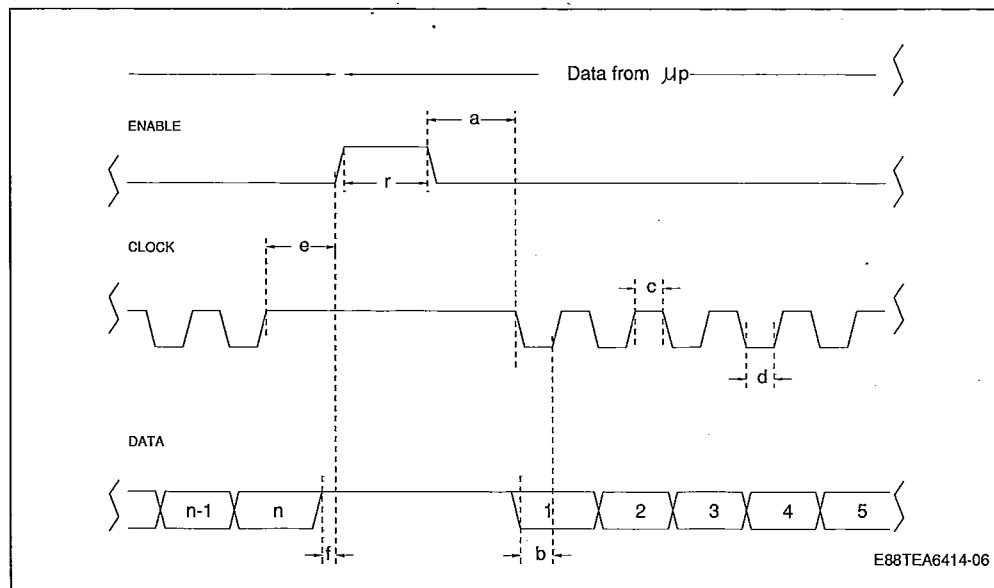 Data from μp
ENABLE
a
r
CLOCK
e
c
d
DATA
n-1 n 1 2 3 4 5
f b
E88TEA6414-06